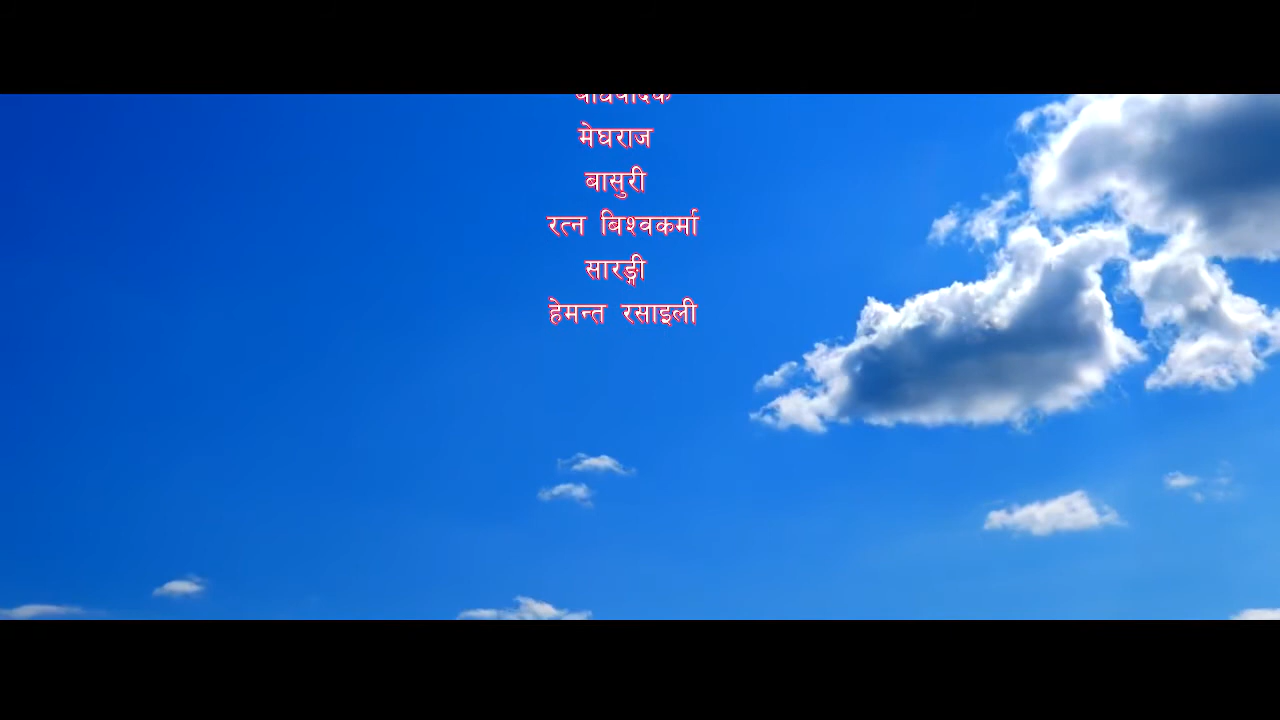 मेघराज
बासुरी
रत्न बिश्वकर्मा
सारङ्गी
हेमन्त रसाइली